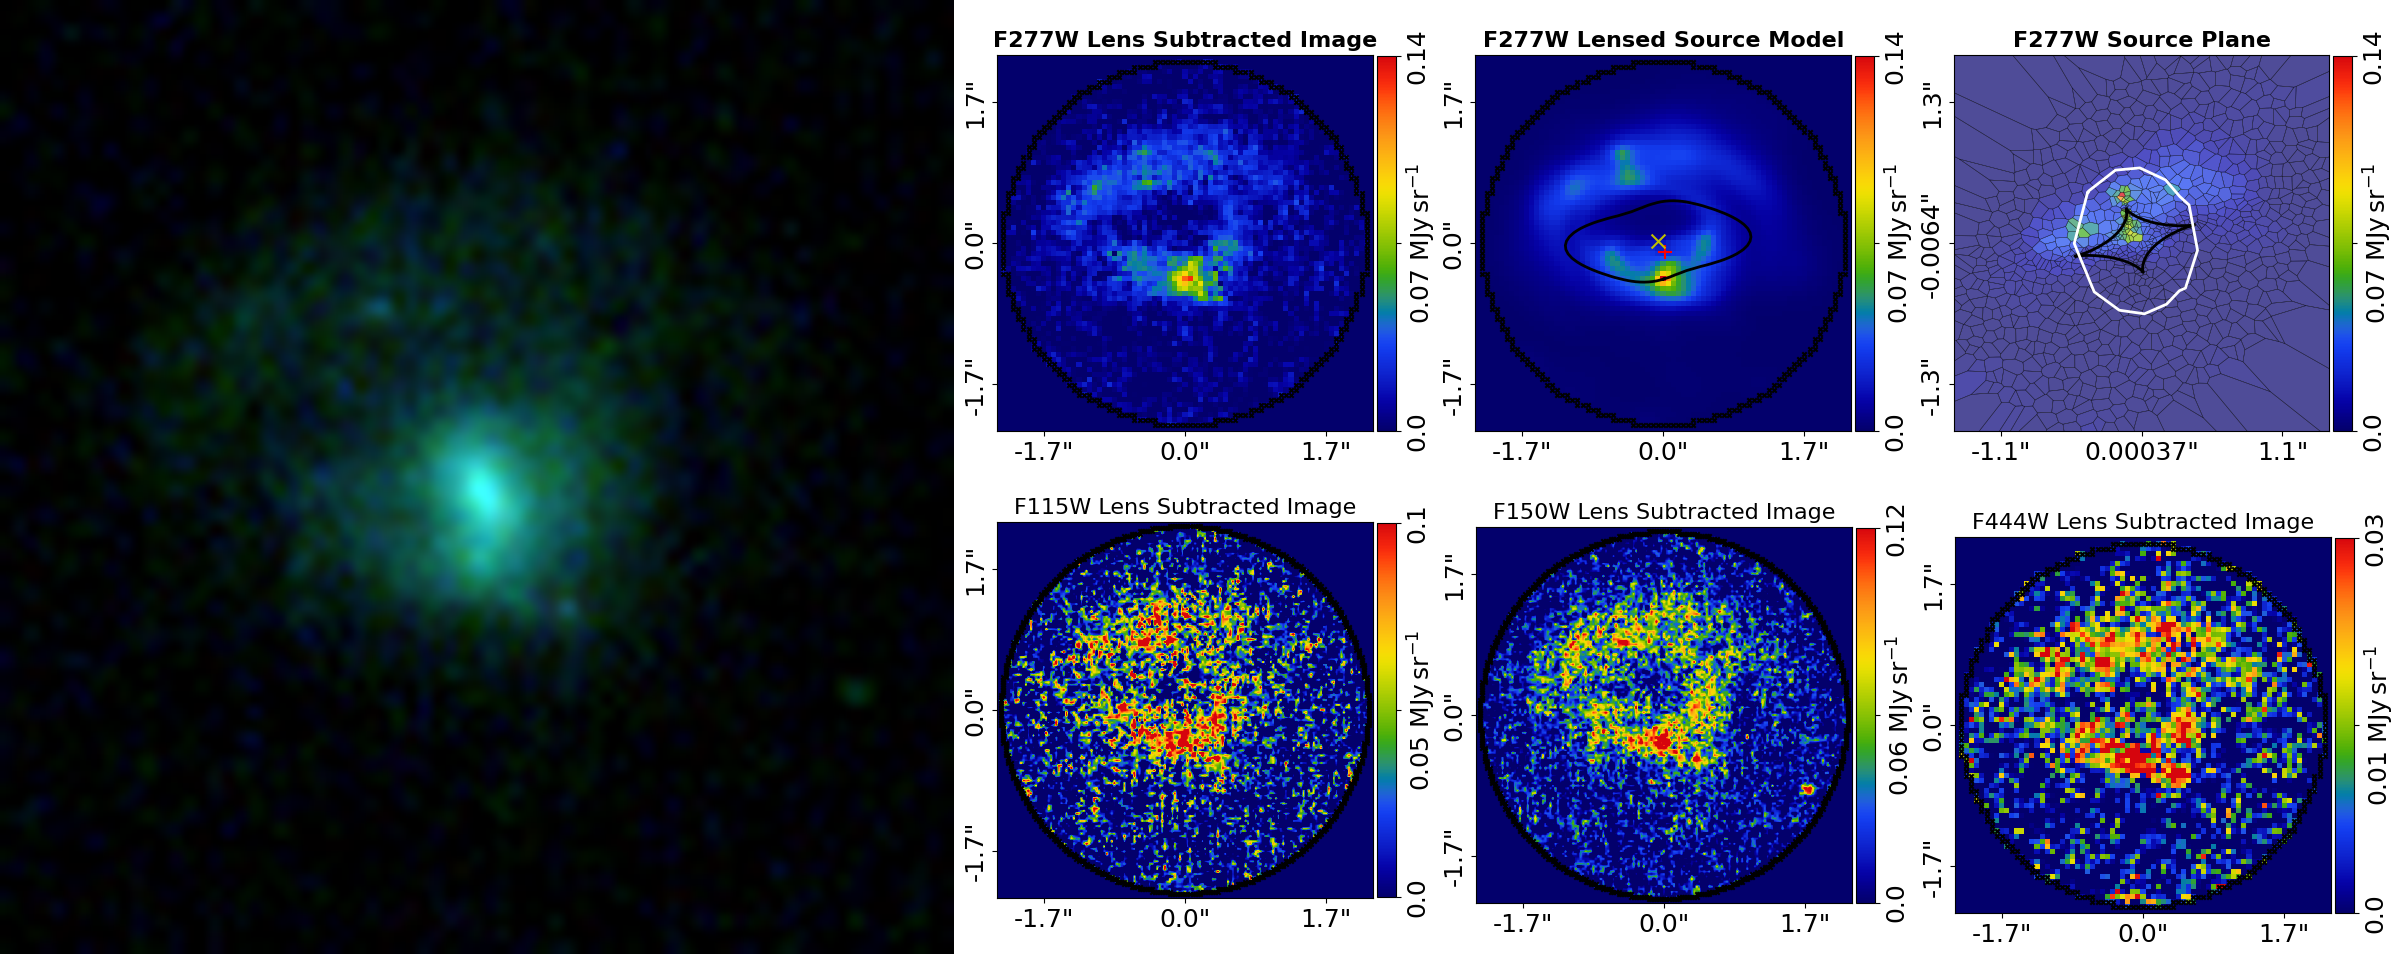 F277W Lens Subtracted Image
1.7"
0.0"
-1.7"
-1.7" 0.0" 1.7"
0.14
0.07 MJy sr⁻¹
0.0
F277W Lensed Source Model
1.7"
0.0"
-1.7"
-1.7" 0.0" 1.7"
0.14
0.07 MJy sr⁻¹
0.0
F277W Source Plane
1.3"
-0.0064"
-1.3"
-1.1" 0.00037" 1.1"
0.14
0.07 MJy sr⁻¹
0.0
F115W Lens Subtracted Image
1.7"
0.0"
-1.7"
-1.7" 0.0" 1.7"
0.1
0.05 MJy sr⁻¹
0.0
F150W Lens Subtracted Image
1.7"
0.0"
-1.7"
-1.7" 0.0" 1.7"
0.12
0.06 MJy sr⁻¹
0.0
F444W Lens Subtracted Image
1.7"
0.0"
-1.7"
-1.7" 0.0" 1.7"
0.03
0.01 MJy sr⁻¹
0.0